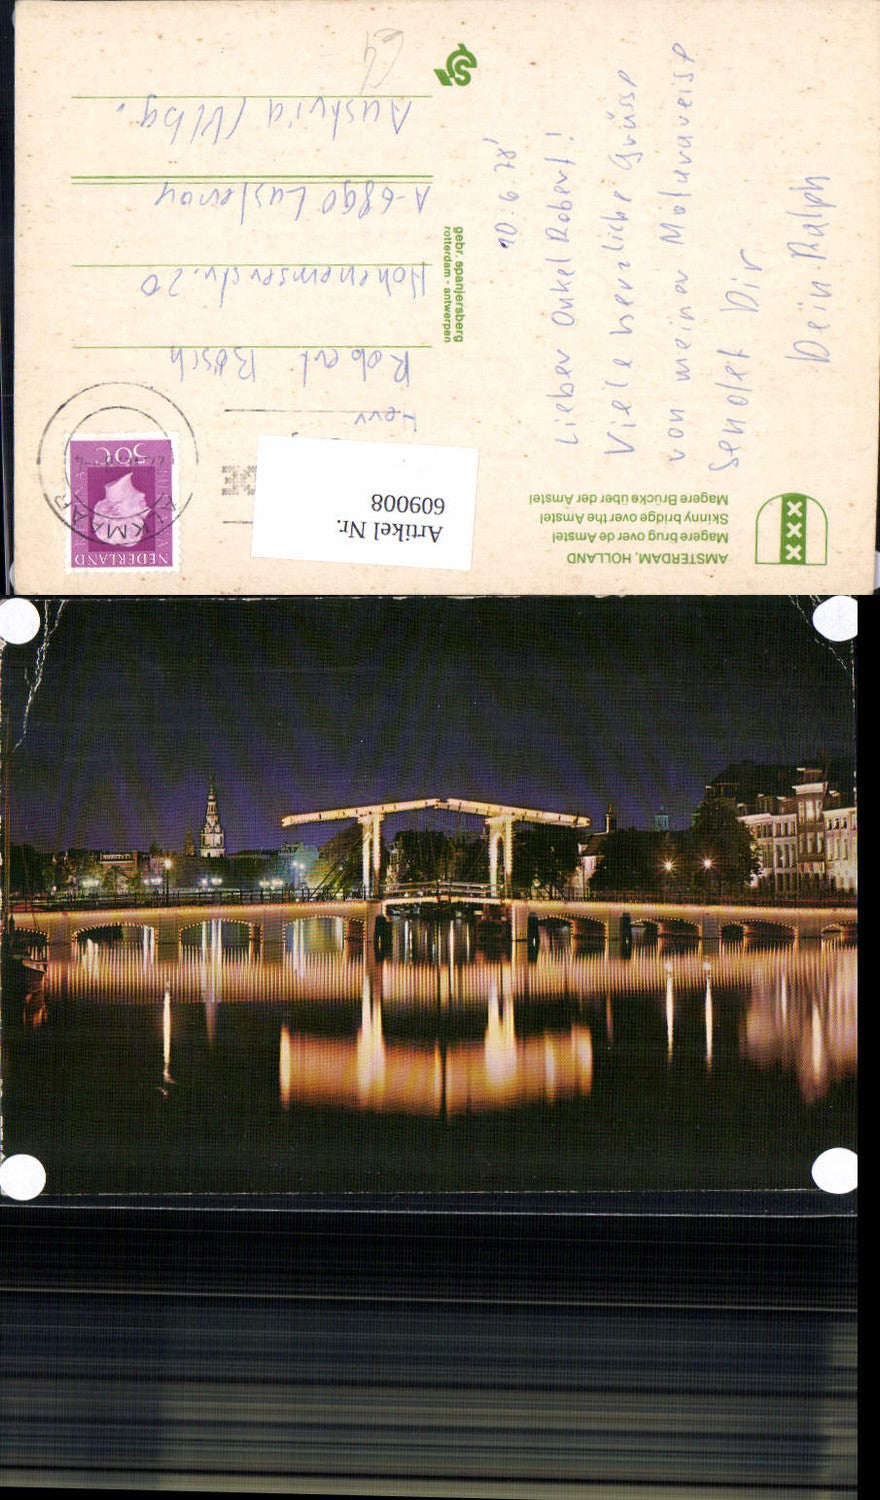 AMSTERDAM, HOLLAND
Magere brug over de Amstel
Skinny bridge over the Amstel
Magere Brücke über der Amstel
10.6.78'
Lieber Onkel Robert!
Viele herzliche Grüsse
von meiner
sendet Dir
Dein Ralph
gebr. spanjersberg
rotterdam - antwerpen
NEDERLAND
50c
ALKMAAR
Artikel Nr.
609008
Herr
Robert Bösch
Hohenemserstr. 20
A-6890 Lustenau
Austria / Vlbg.